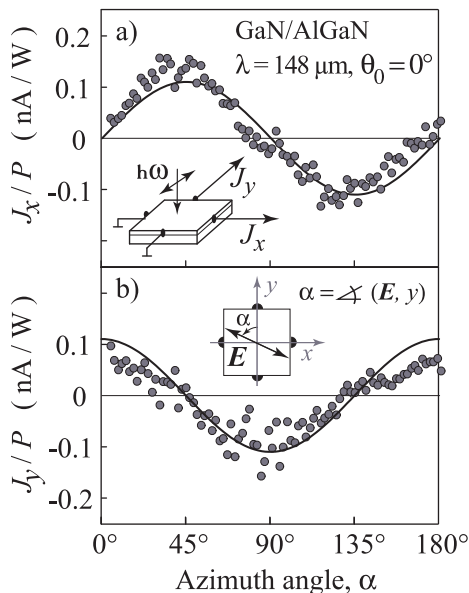 a)
GaN/AlGaN
λ = 148 μm, θ₀ = 0°
J_x / P ( nA / W )
0.2
0.1
0
-0.1
ħω
J_y
J_x
b)
α = ∡ (E, y)
J_y / P ( nA / W )
0.1
0
-0.1
-0.2
y
α
E
x
0° 45° 90° 135° 180°
Azimuth angle, α